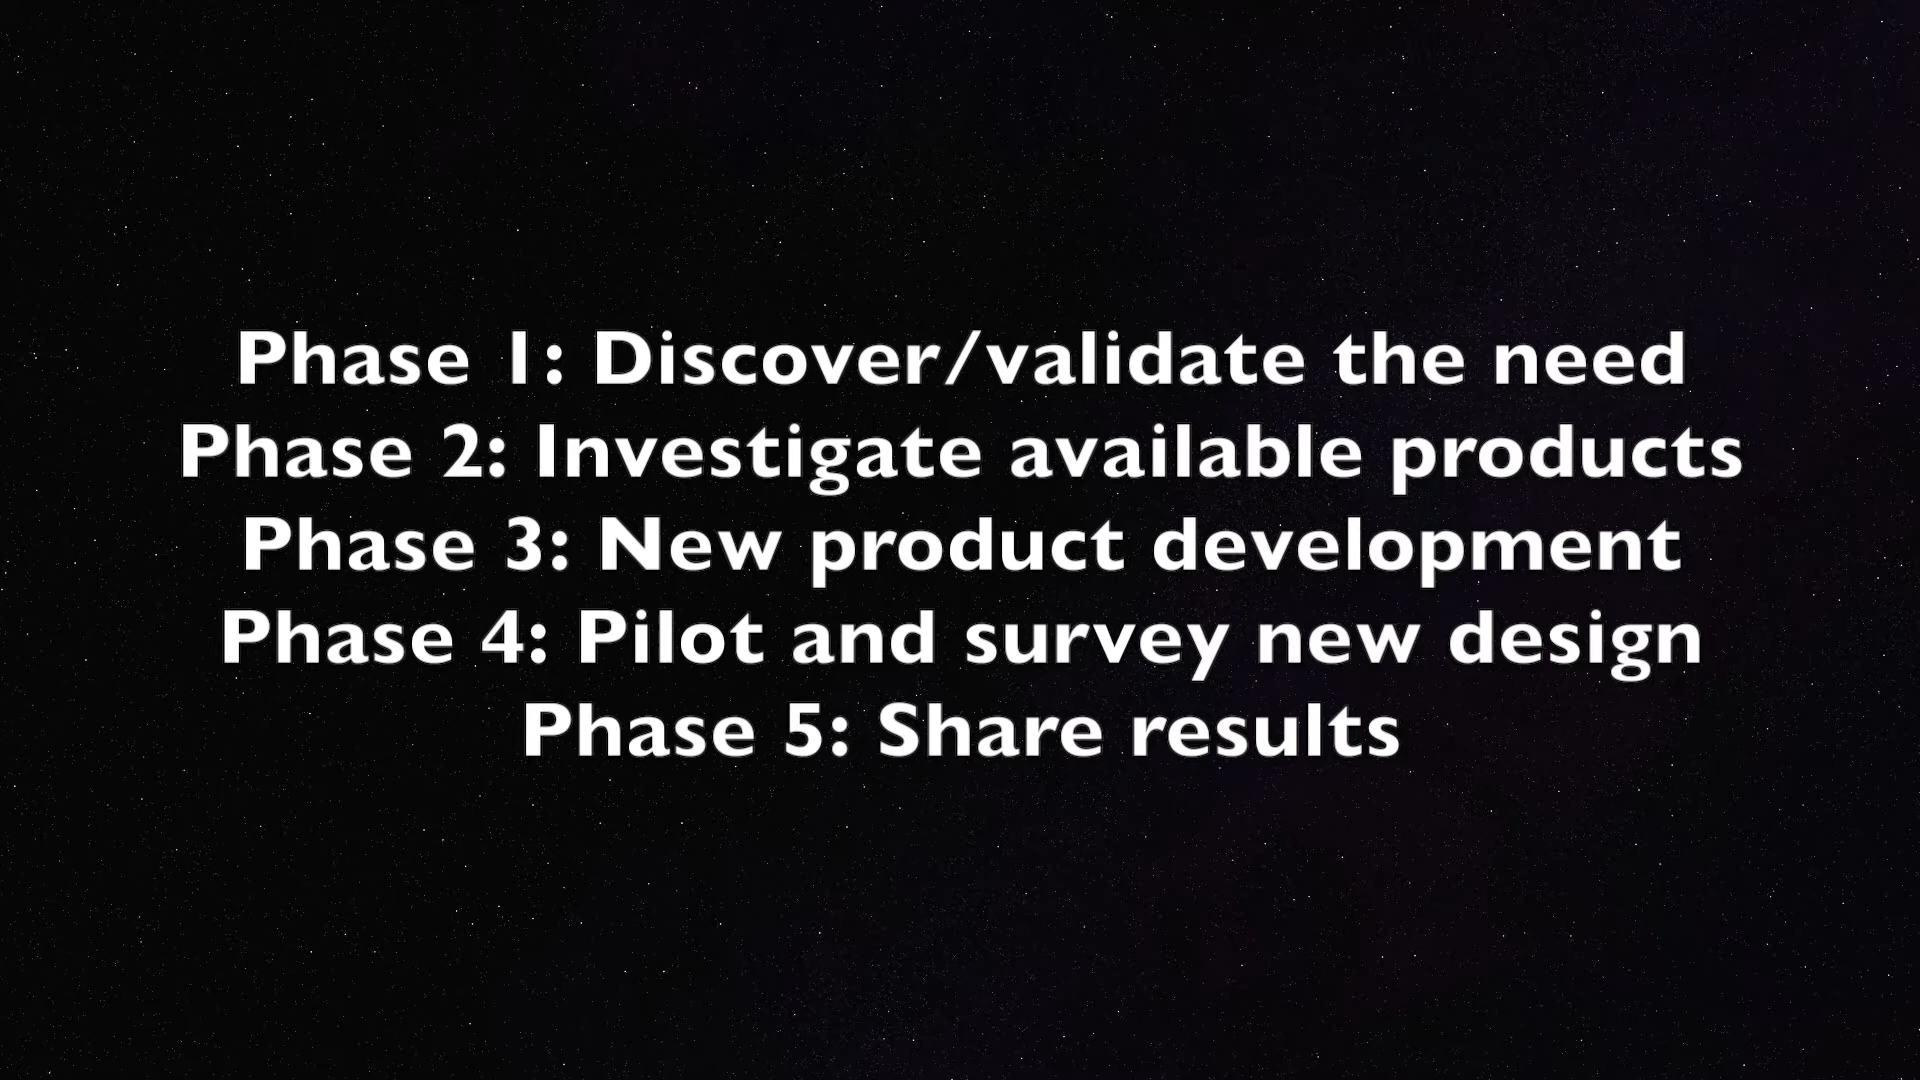 Phase 1: Discover/validate the need
Phase 2: Investigate available products
Phase 3: New product development
Phase 4: Pilot and survey new design
Phase 5: Share results